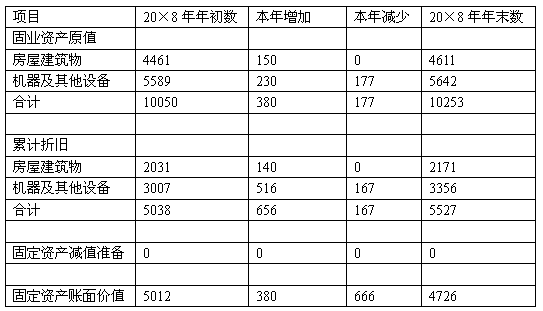 项目 20×8年年初数 本年增加 本年减少 20×8年年末数
固业资产原值
房屋建筑物 4461 150 0 4611
机器及其他设备 5589 230 177 5642
合计 10050 380 177 10253
累计折旧
房屋建筑物 2031 140 0 2171
机器及其他设备 3007 516 167 3356
合计 5038 656 167 5527
固定资产减值准备 0 0 0 0
固定资产账面价值 5012 380 666 4726